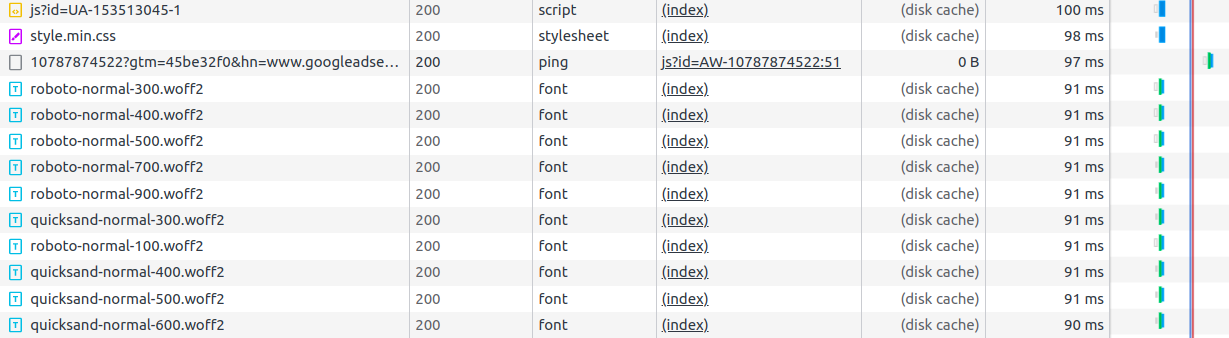 js?id=UA-153513045-1 200 script (index) (disk cache) 100 ms
style.min.css 200 stylesheet (index) (disk cache) 98 ms
10787874522?gtm=45be32f0&hn=www.googleadse... 200 ping js?id=AW-10787874522:51 0 B 97 ms
roboto-normal-300.woff2 200 font (index) (disk cache) 91 ms
roboto-normal-400.woff2 200 font (index) (disk cache) 91 ms
roboto-normal-500.woff2 200 font (index) (disk cache) 91 ms
roboto-normal-700.woff2 200 font (index) (disk cache) 91 ms
roboto-normal-900.woff2 200 font (index) (disk cache) 91 ms
quicksand-normal-300.woff2 200 font (index) (disk cache) 91 ms
roboto-normal-100.woff2 200 font (index) (disk cache) 91 ms
quicksand-normal-400.woff2 200 font (index) (disk cache) 91 ms
quicksand-normal-500.woff2 200 font (index) (disk cache) 91 ms
quicksand-normal-600.woff2 200 font (index) (disk cache) 90 ms